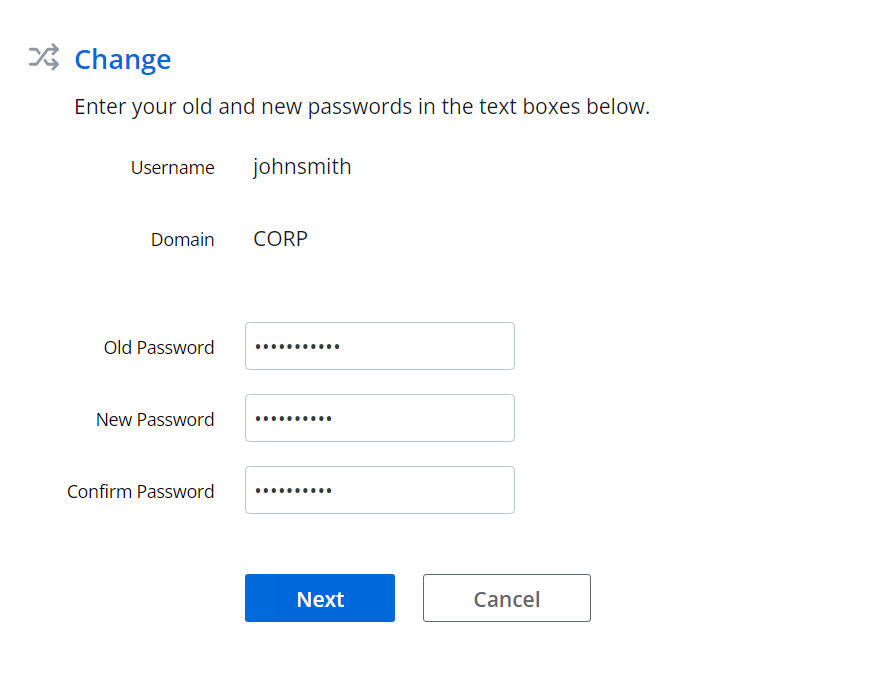 Change
Enter your old and new passwords in the text boxes below.
Username johnsmith
Domain CORP
Old Password •••••••••••
New Password ••••••••••
Confirm Password ••••••••••
Next Cancel